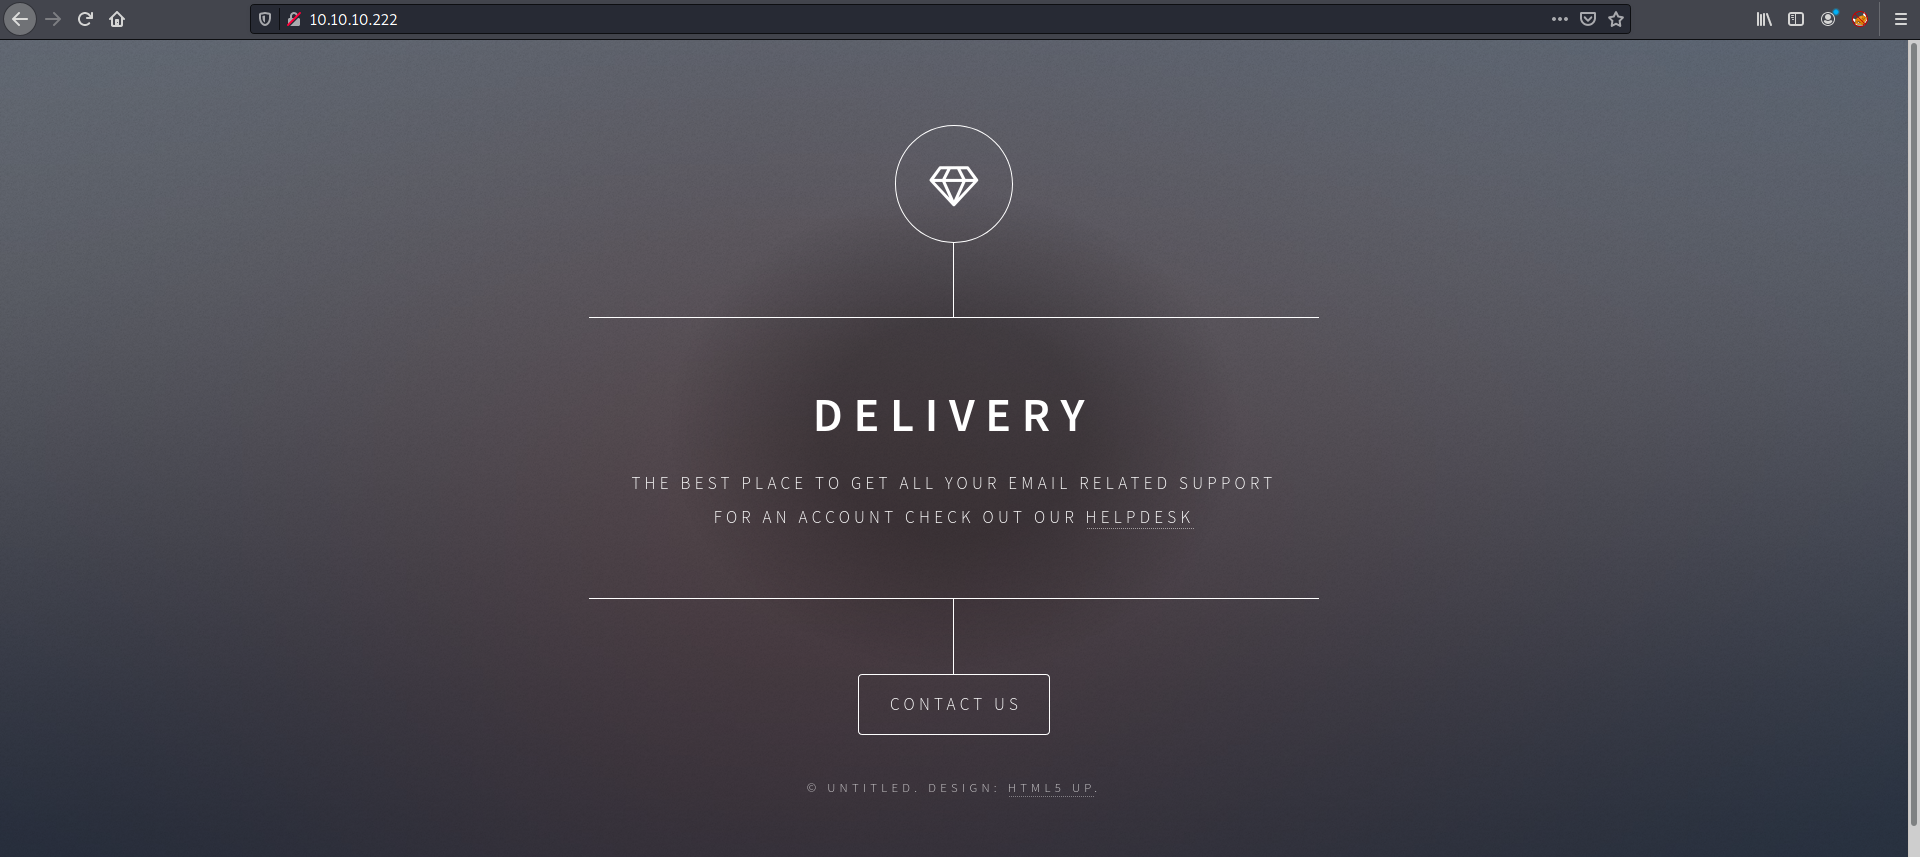 10.10.10.222
DELIVERY
THE BEST PLACE TO GET ALL YOUR EMAIL RELATED SUPPORT
FOR AN ACCOUNT CHECK OUT OUR HELPDESK
CONTACT US
© UNTITLED. DESIGN: HTML5 UP.